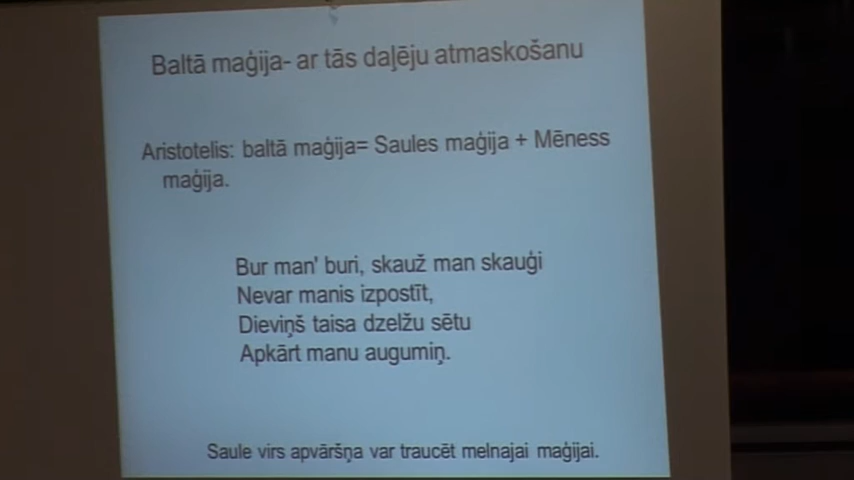 Baltā maģija- ar tās daļēju atmaskošanu
Aristotelis: baltā maģija= Saules maģija + Mēness
maģija.
Bur man' buri, skauž man skauģi
Nevar manis izpostīt,
Dieviņš taisa dzelžu sētu
Apkārt manu augumiņ.
Saule virs apvāršņa var traucēt melnajai maģijai.